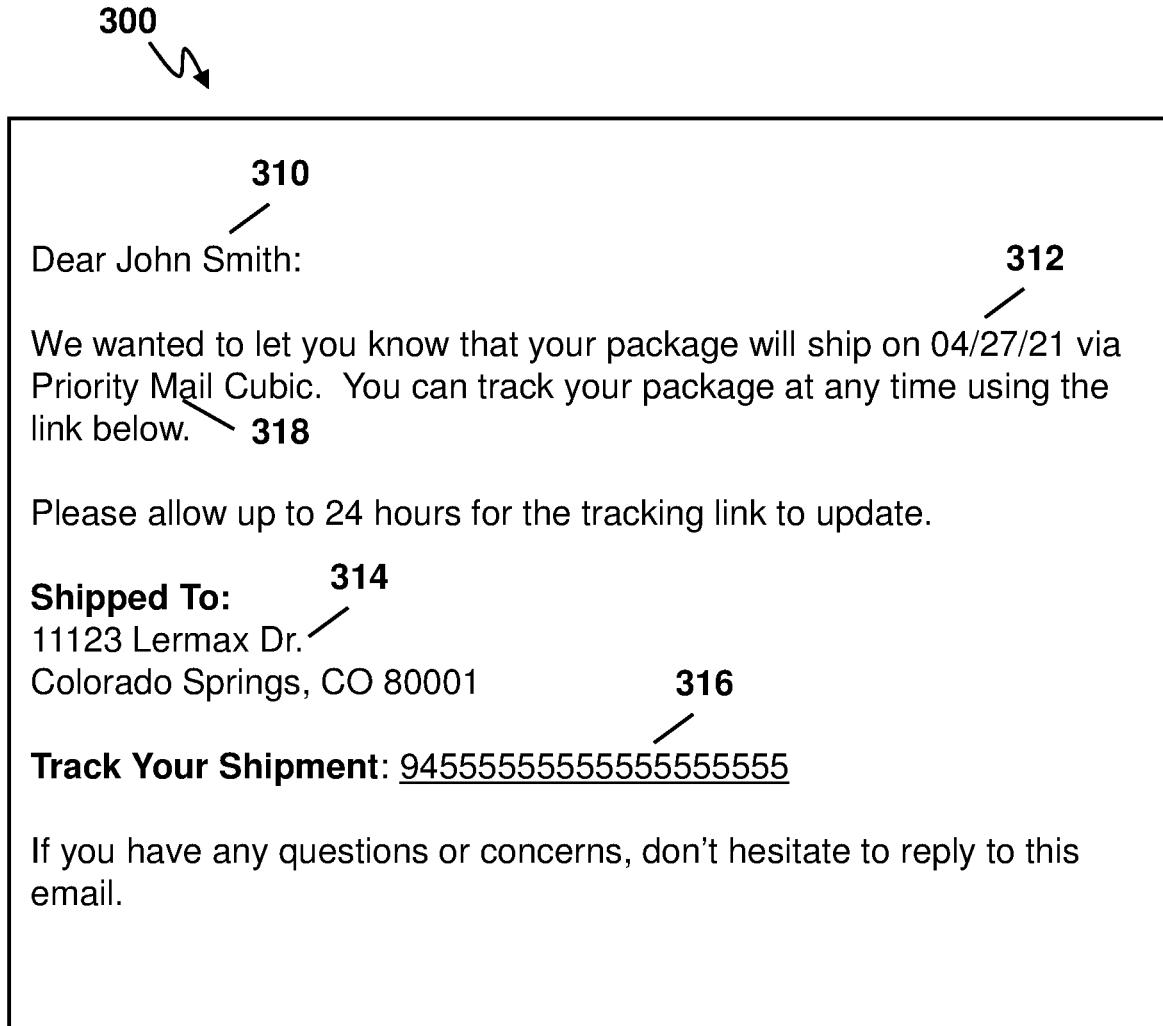 300
310
Dear John Smith:
312
We wanted to let you know that your package will ship on 04/27/21 via
Priority Mail Cubic. You can track your package at any time using the
link below.
318
Please allow up to 24 hours for the tracking link to update.
314
Shipped To:
11123 Lermax Dr.
Colorado Springs, CO 80001
316
Track Your Shipment: 94555555555555555555
If you have any questions or concerns, don't hesitate to reply to this
email.